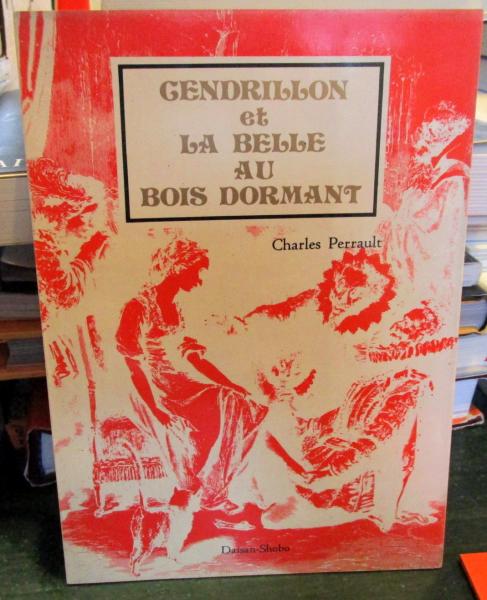 CENDRILLON
et
LA BELLE
AU
BOIS DORMANT
Charles Perrault
Daisan-Shobo